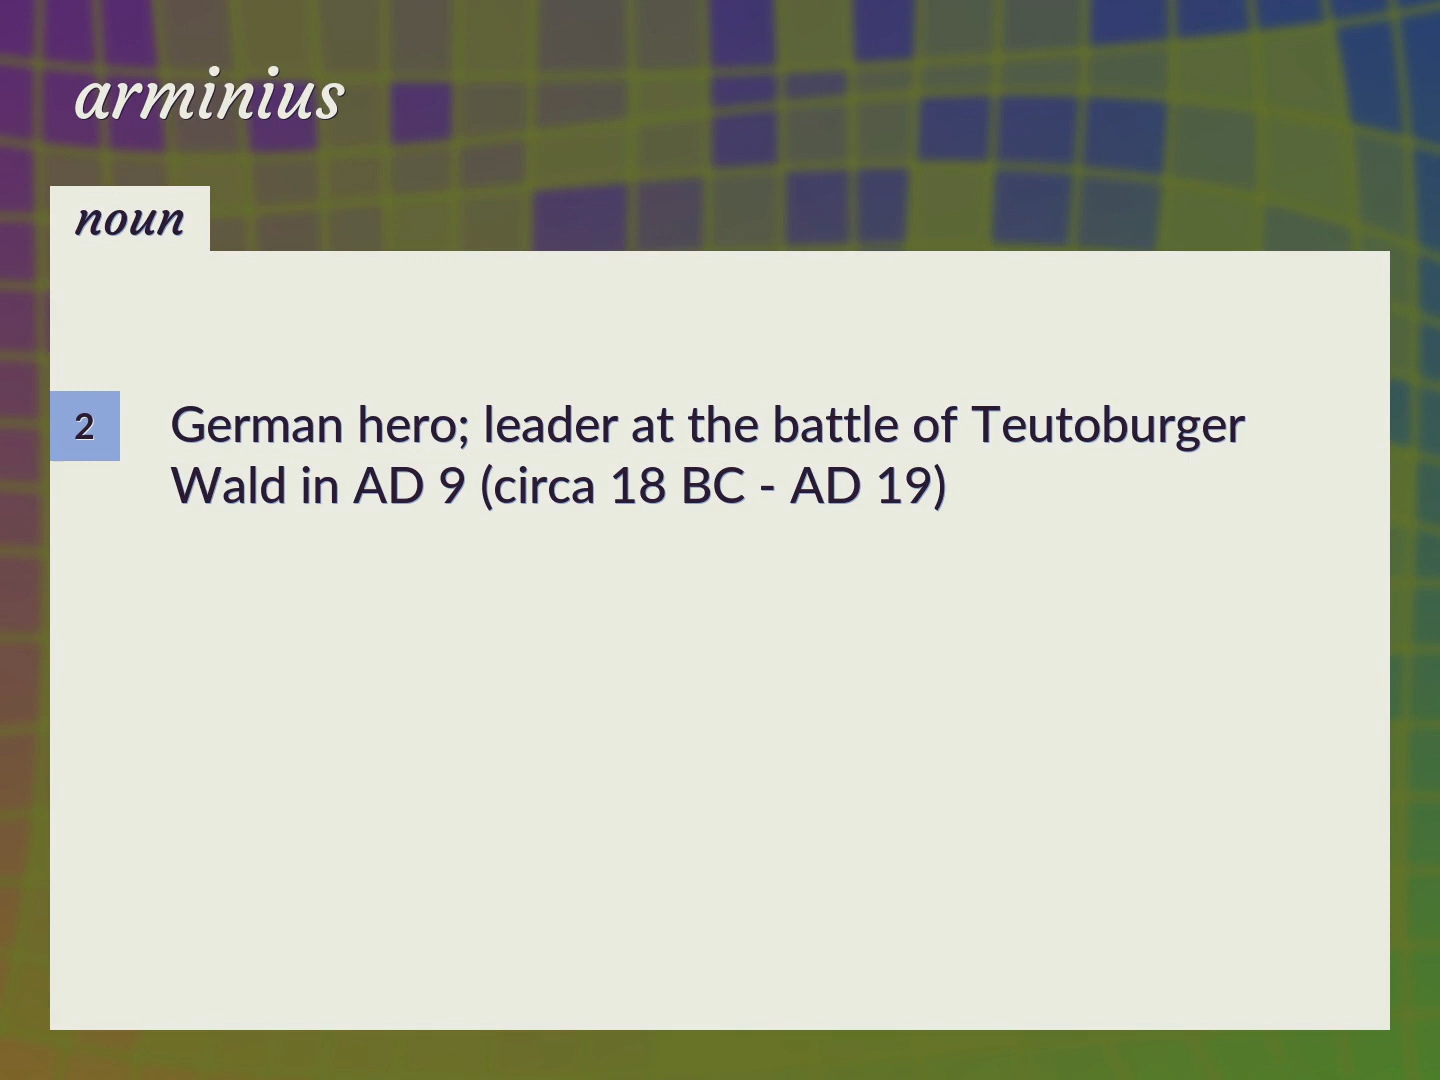 arminius
noun
2
German hero; leader at the battle of Teutoburger
Wald in AD 9 (circa 18 BC - AD 19)